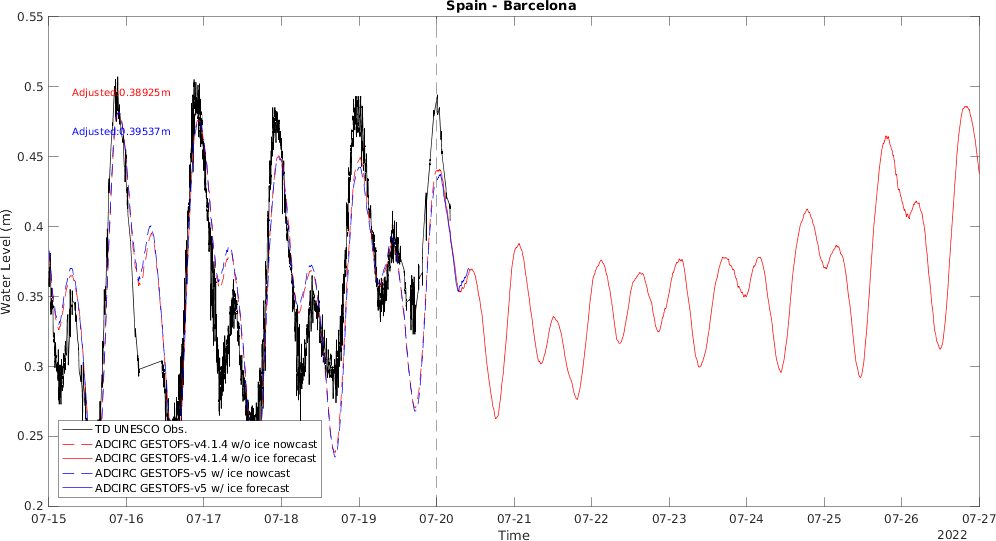 Spain - Barcelona
0.55
0.5
0.45
0.4
0.35
0.3
0.25
0.2
Water Level (m)
Adjusted:0.38925m
Adjusted:0.39537m
TD UNESCO Obs.
ADCIRC GESTOFS-v4.1.4 w/o ice nowcast
ADCIRC GESTOFS-v4.1.4 w/o ice forecast
ADCIRC GESTOFS-v5 w/ ice nowcast
ADCIRC GESTOFS-v5 w/ ice forecast
07-15 07-16 07-17 07-18 07-19 07-20 07-21 07-22 07-23 07-24 07-25 07-26 07-27
Time
2022